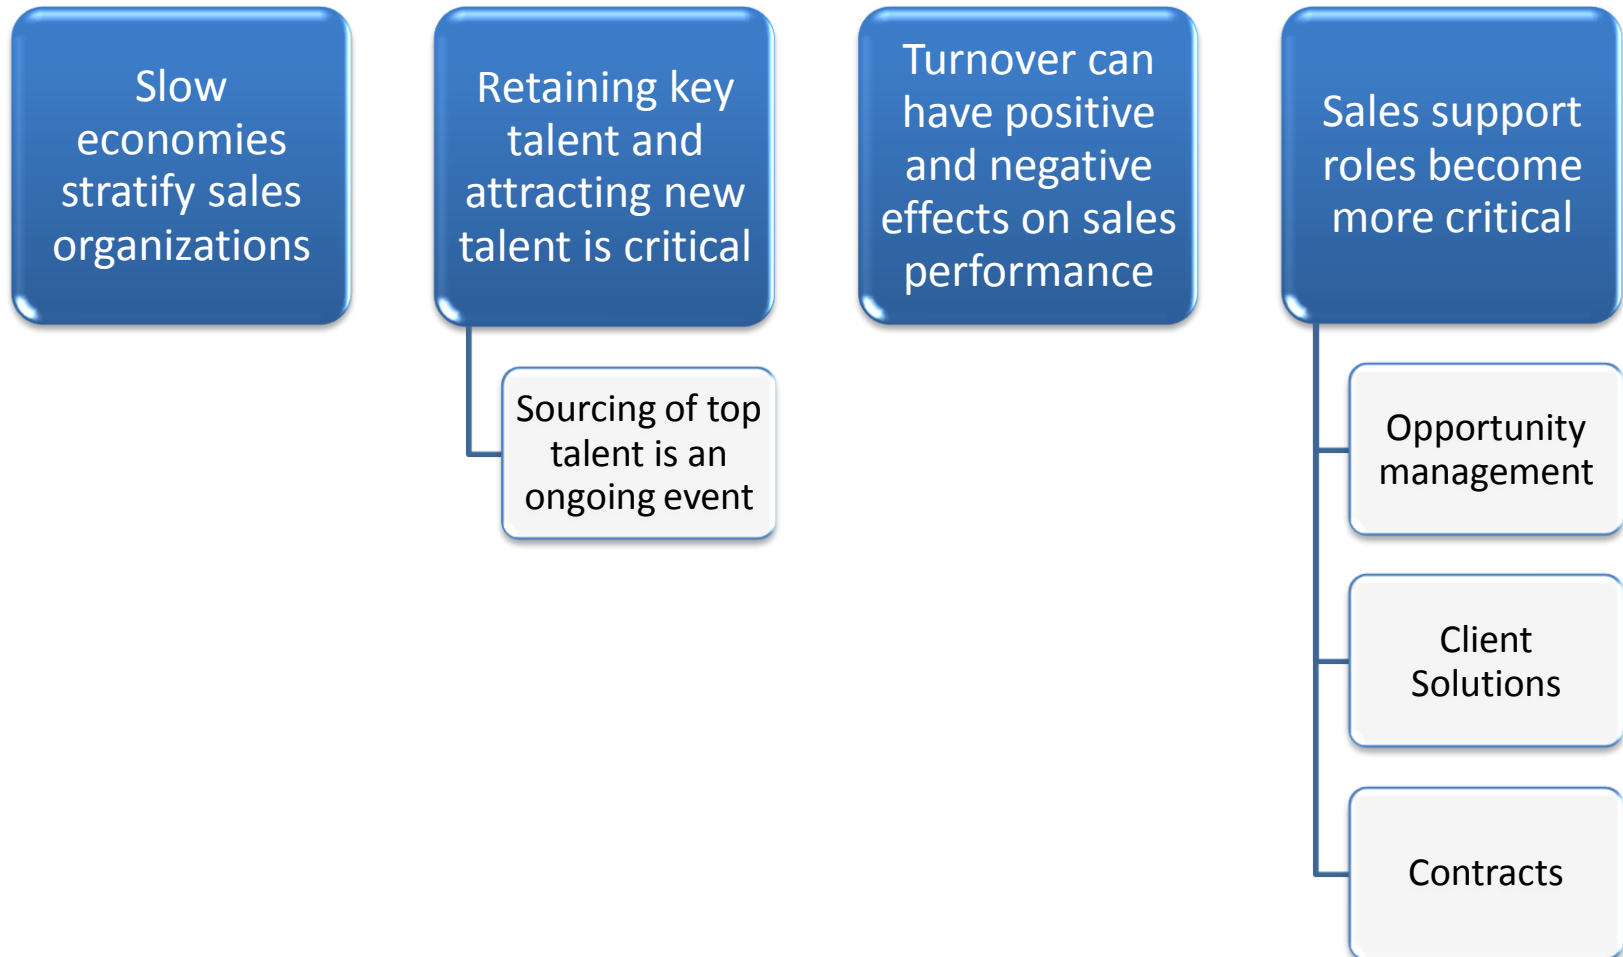 Slow
economies
stratify sales
organizations
Retaining key
talent and
attracting new
talent is critical
Sourcing of top
talent is an
ongoing event
Turnover can
have positive
and negative
effects on sales
performance
Sales support
roles become
more critical
Opportunity
management
Client
Solutions
Contracts